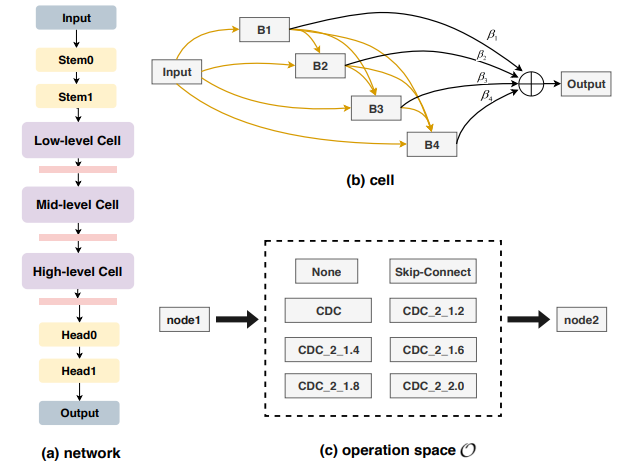 Input
Stem0
Stem1
Low-level Cell
Mid-level Cell
High-level Cell
Head0
Head1
Output
(a) network
Input
B1
B2
B3
B4
β₁
β₂
β₃
β₄
Output
(b) cell
node1
None
Skip-Connect
CDC
CDC_2_1.2
CDC_2_1.4
CDC_2_1.6
CDC_2_1.8
CDC_2_2.0
node2
(c) operation space 𝒪